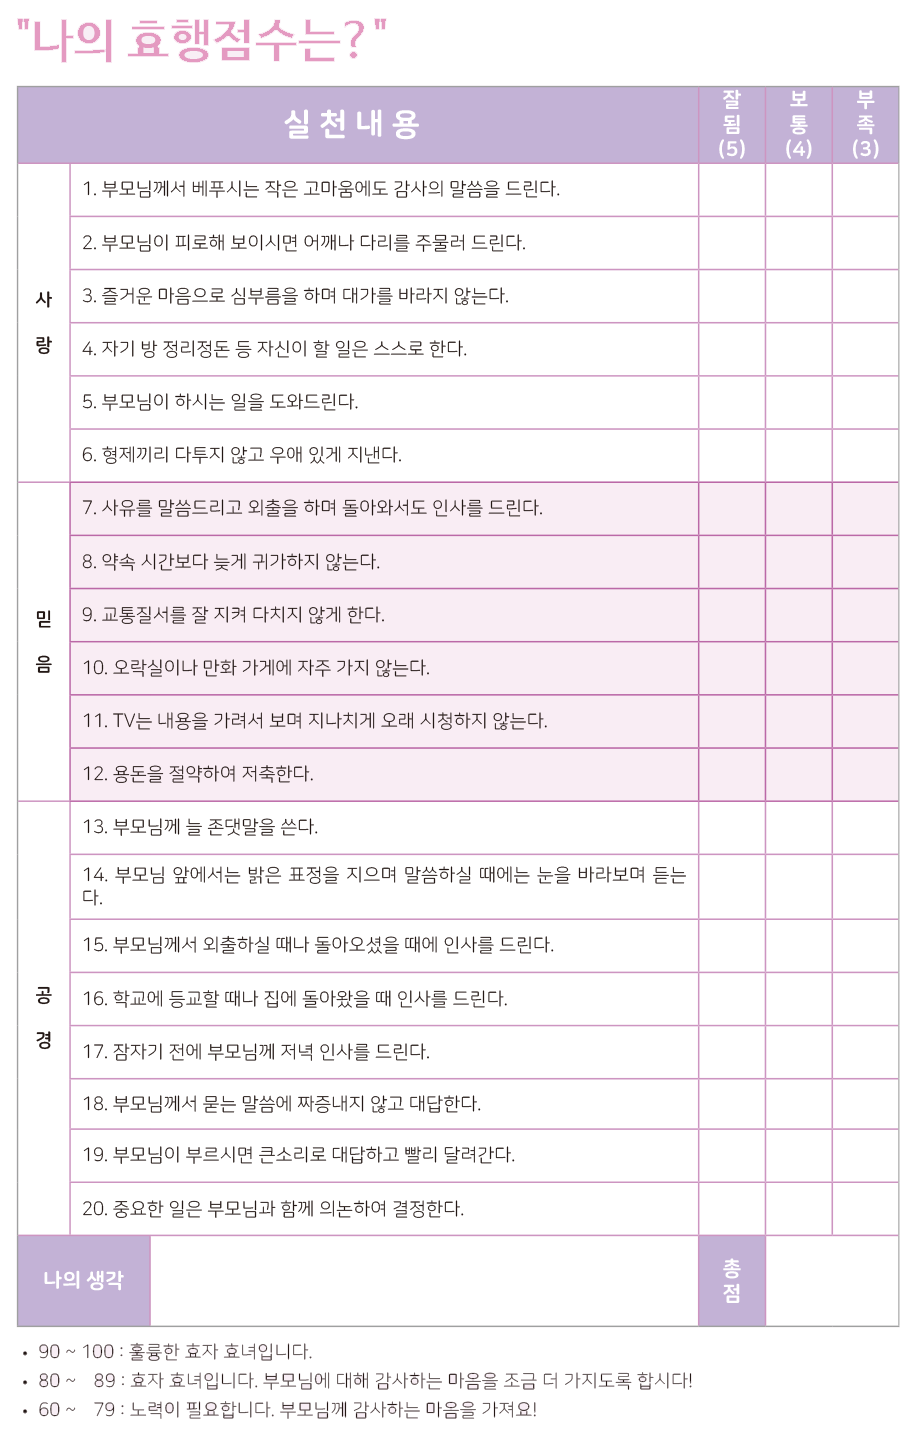 "나의 효행점수는?"
실 천 내 용
잘
됨
(5)
보
통
(4)
부
족
(3)
사
랑
1. 부모님께서 베푸시는 작은 고마움에도 감사의 말씀을 드린다.
2. 부모님이 피로해 보이시면 어깨나 다리를 주물러 드린다.
3. 즐거운 마음으로 심부름을 하며 대가를 바라지 않는다.
4. 자기 방 정리정돈 등 자신이 할 일은 스스로 한다.
5. 부모님이 하시는 일을 도와드린다.
6. 형제끼리 다투지 않고 우애 있게 지낸다.
믿
음
7. 사유를 말씀드리고 외출을 하며 돌아와서도 인사를 드린다.
8. 약속 시간보다 늦게 귀가하지 않는다.
9. 교통질서를 잘 지켜 다치지 않게 한다.
10. 오락실이나 만화 가게에 자주 가지 않는다.
11. TV는 내용을 가려서 보며 지나치게 오래 시청하지 않는다.
12. 용돈을 절약하여 저축한다.
공
경
13. 부모님께 늘 존댓말을 쓴다.
14. 부모님 앞에서는 밝은 표정을 지으며 말씀하실 때에는 눈을 바라보며 듣는
다.
15. 부모님께서 외출하실 때나 돌아오셨을 때에 인사를 드린다.
16. 학교에 등교할 때나 집에 돌아왔을 때 인사를 드린다.
17. 잠자기 전에 부모님께 저녁 인사를 드린다.
18. 부모님께서 묻는 말씀에 짜증내지 않고 대답한다.
19. 부모님이 부르시면 큰소리로 대답하고 빨리 달려간다.
20. 중요한 일은 부모님과 함께 의논하여 결정한다.
나의 생각
총
점
• 90 ~ 100 : 훌륭한 효자 효녀입니다.
• 80 ~ 89 : 효자 효녀입니다. 부모님에 대해 감사하는 마음을 조금 더 가지도록 합시다!
• 60 ~ 79 : 노력이 필요합니다. 부모님께 감사하는 마음을 가져요!